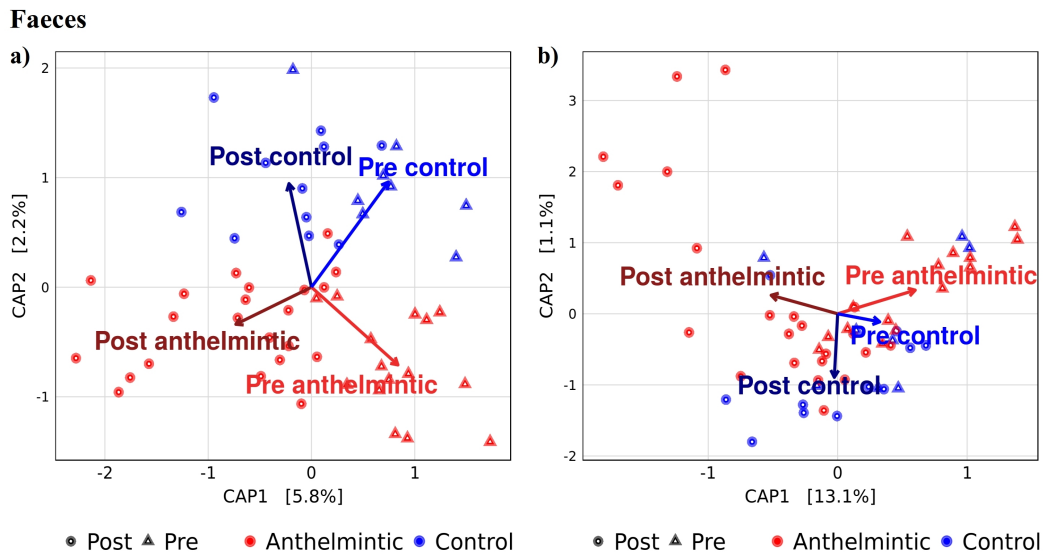 Faeces
a)
b)
2
1
0
-1
CAP2 [2.2%]
Post control
Pre control
Post anthelmintic
Pre anthelmintic
-2 -1 0 1
CAP1 [5.8%]
3
2
1
0
-1
-2
CAP2 [1.1%]
Post anthelmintic
Pre anthelmintic
Pre control
Post control
-1 0 1
CAP1 [13.1%]
Post Pre Anthelmintic Control
Post Pre Anthelmintic Control